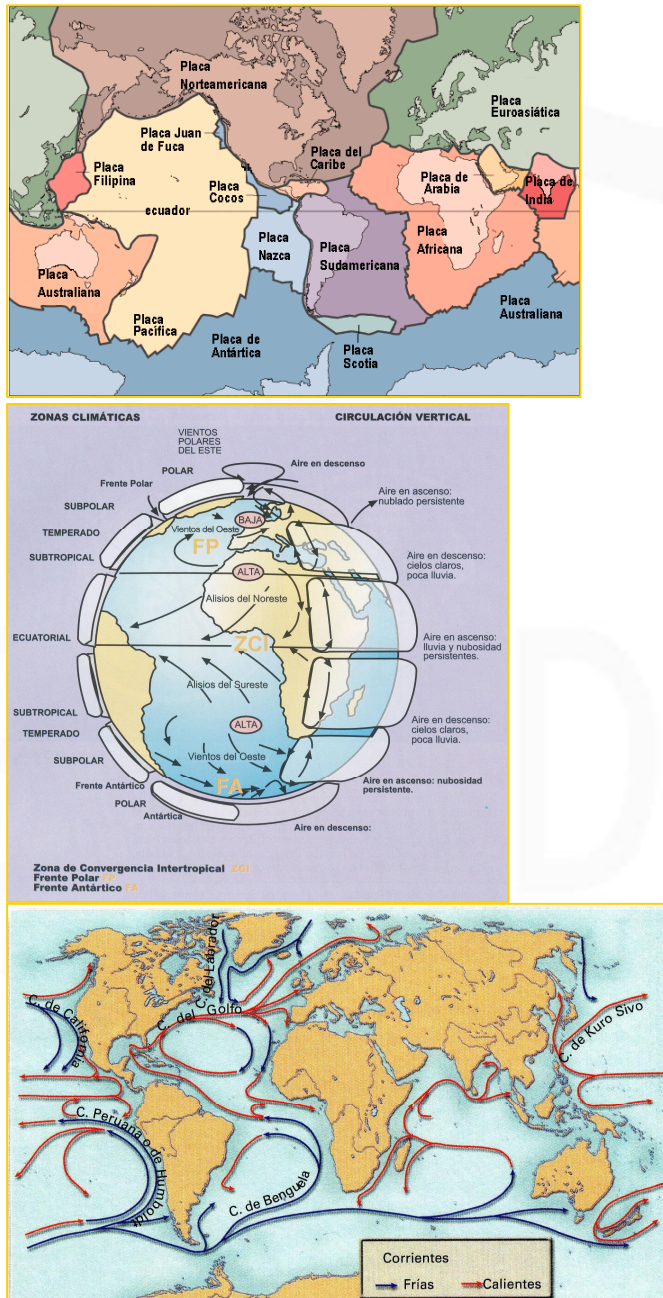 Placa
Norteamericana
Placa
Euroasiática
Placa Juan
de Fuca
Placa del
Caribe
Placa
Filipina
Placa de
Arabia
Placa de
India
Placa
Cocos
ecuador
Placa
Nazca
Placa
Sudamericana
Placa
Africana
Placa
Australiana
Placa
Pacífica
Placa de
Antártica
Placa
Scotia
Placa
Australiana
ZONAS CLIMÁTICAS
CIRCULACIÓN VERTICAL
VIENTOS
POLARES
DEL ESTE
Aire en descenso
POLAR
Frente Polar
Aire en ascenso:
nublado persistente
SUBPOLAR
BAJA
Vientos del Oeste
TEMPERADO
FP
SUBTROPICAL
Aire en descenso:
cielos claros,
poca lluvia.
ALTA
Alisios del Noreste
ECUATORIAL
ZCI
Aire en ascenso:
lluvia y nubosidad
persistentes.
Alisios del Sureste
SUBTROPICAL
ALTA
Aire en descenso:
cielos claros,
poca lluvia.
TEMPERADO
Vientos del Oeste
SUBPOLAR
Frente Antártico
FA
Aire en ascenso: nubosidad
persistente.
POLAR
Antártica
Aire en descenso:
Zona de Convergencia Intertropical ZCI
Frente Polar FP
Frente Antártico FA
C. del Labrador
C. del Golfo
C. de California
C. de Kuro Sivo
C. Peruana o de Humboldt
C. de Benguela
Corrientes
Frías
Calientes